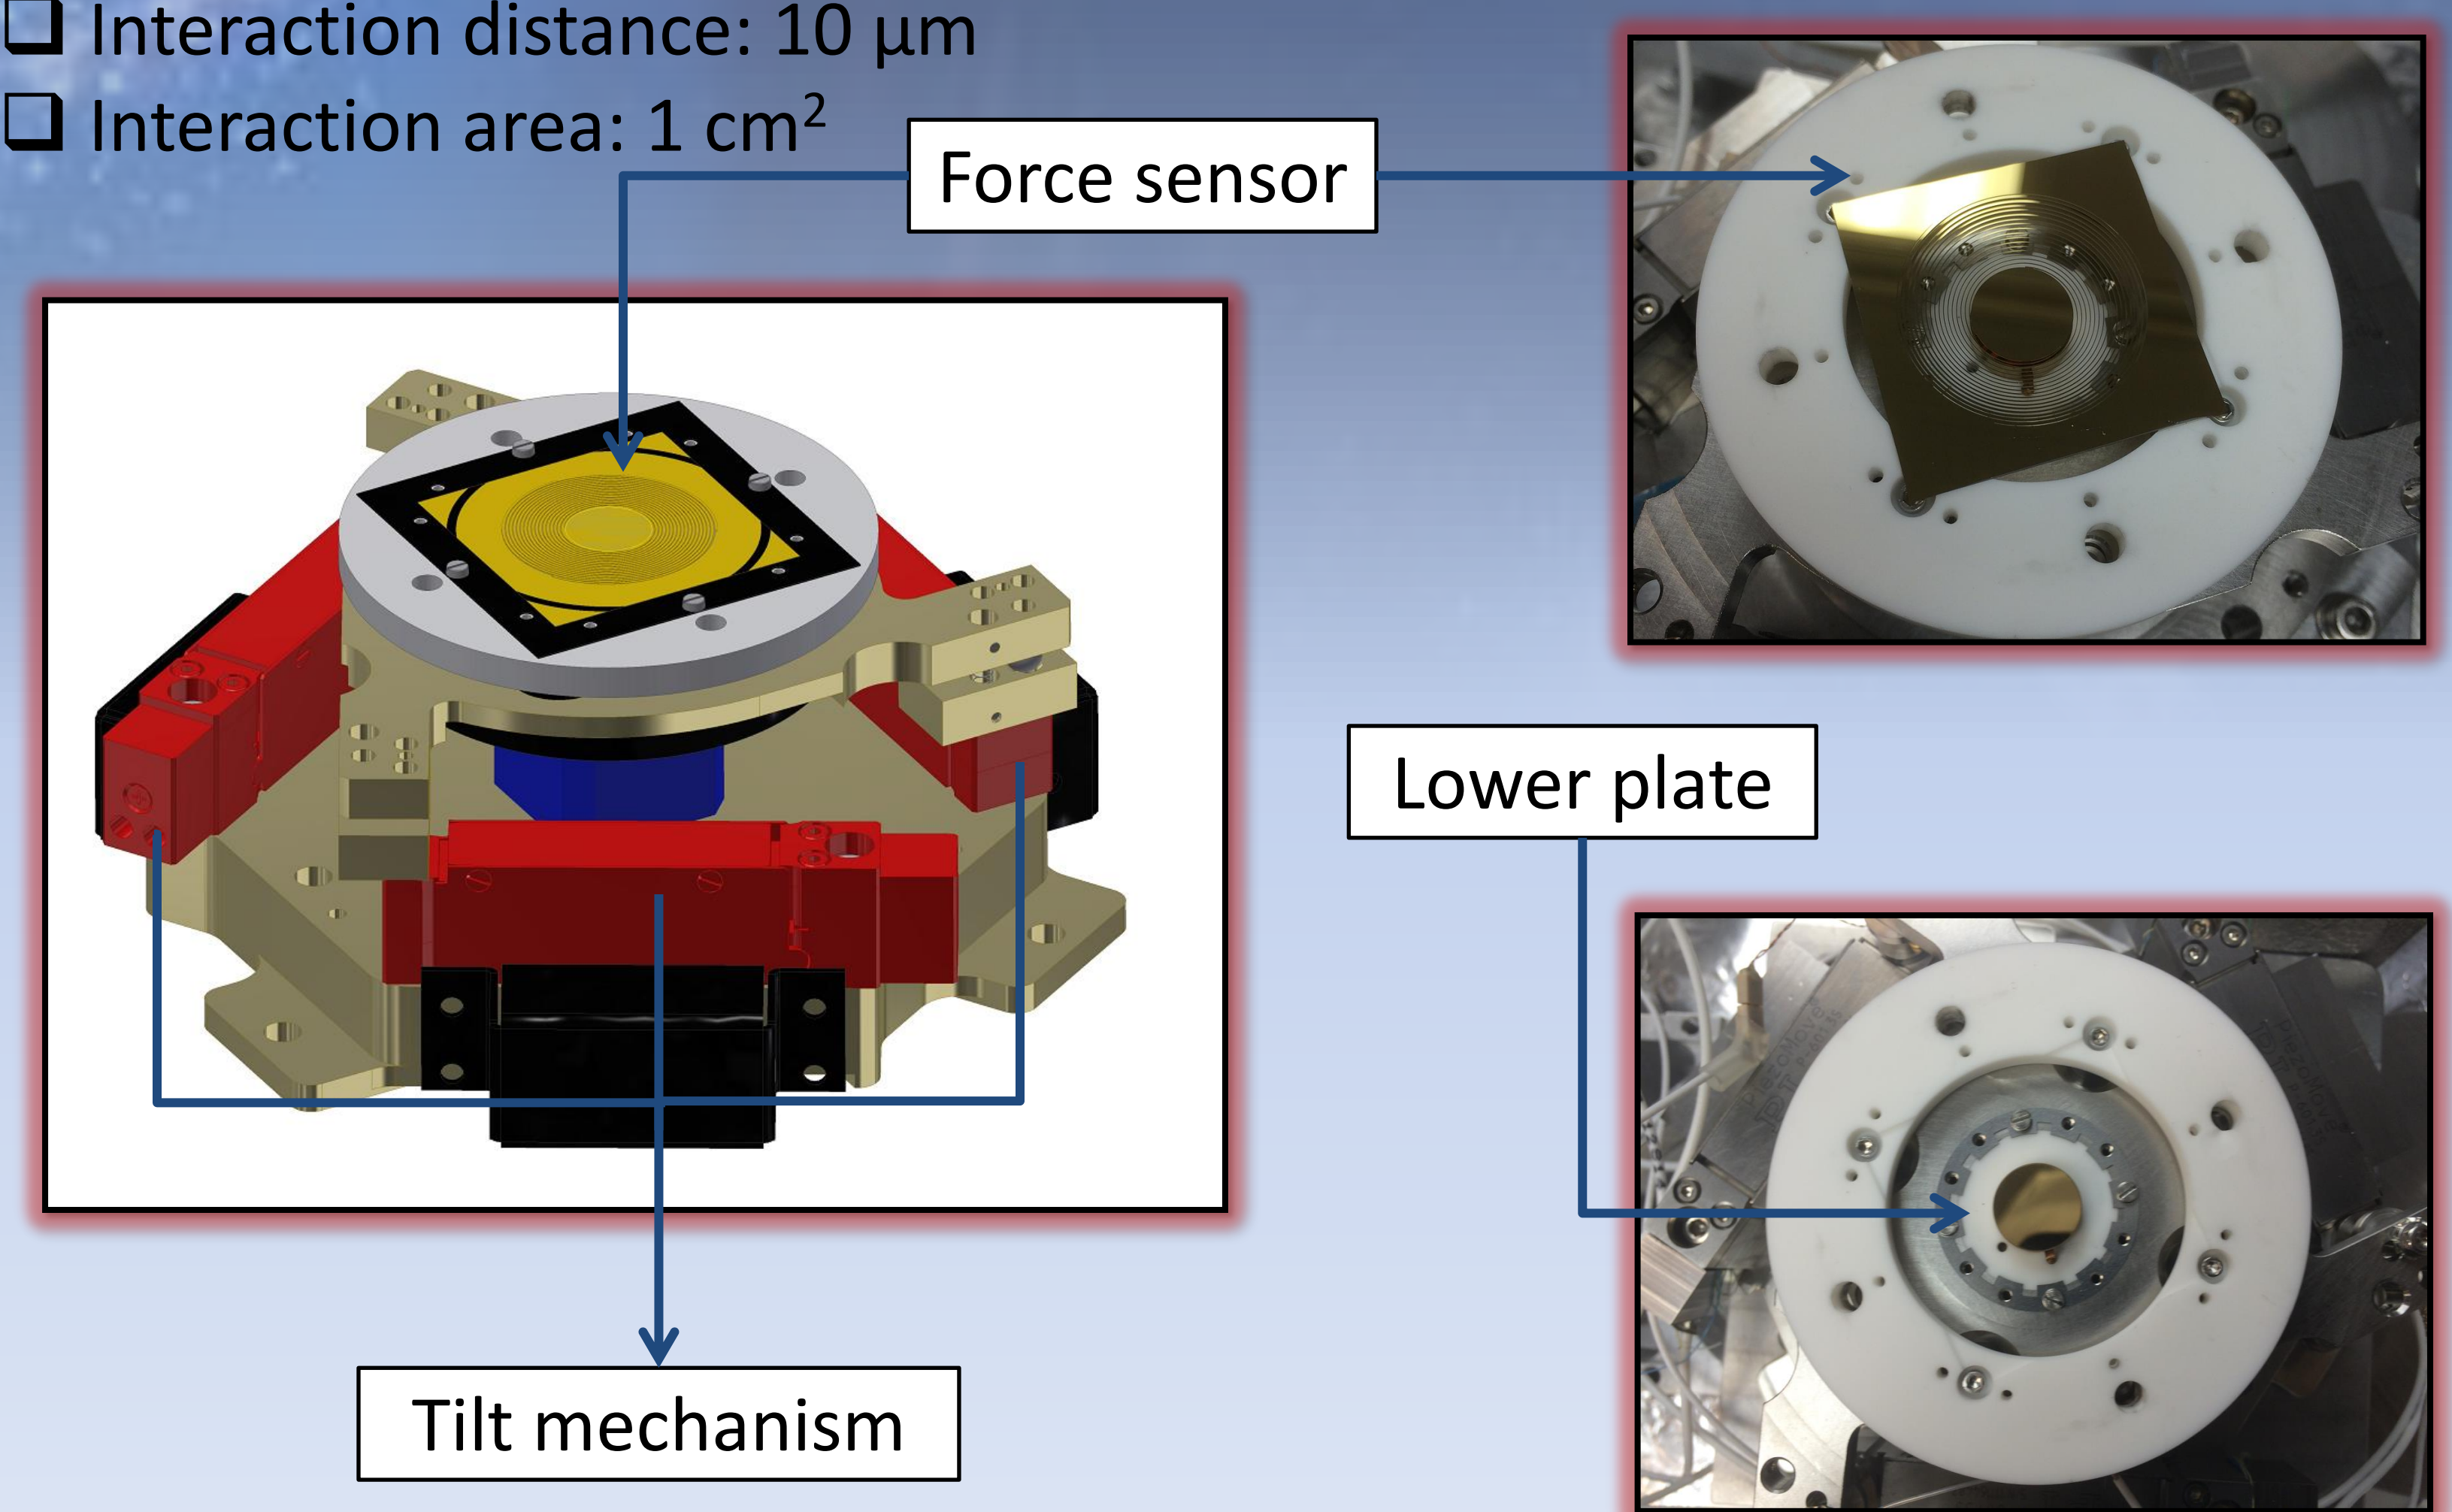 Interaction distance: 10 µm
Interaction area: 1 cm²
Force sensor
Lower plate
Tilt mechanism